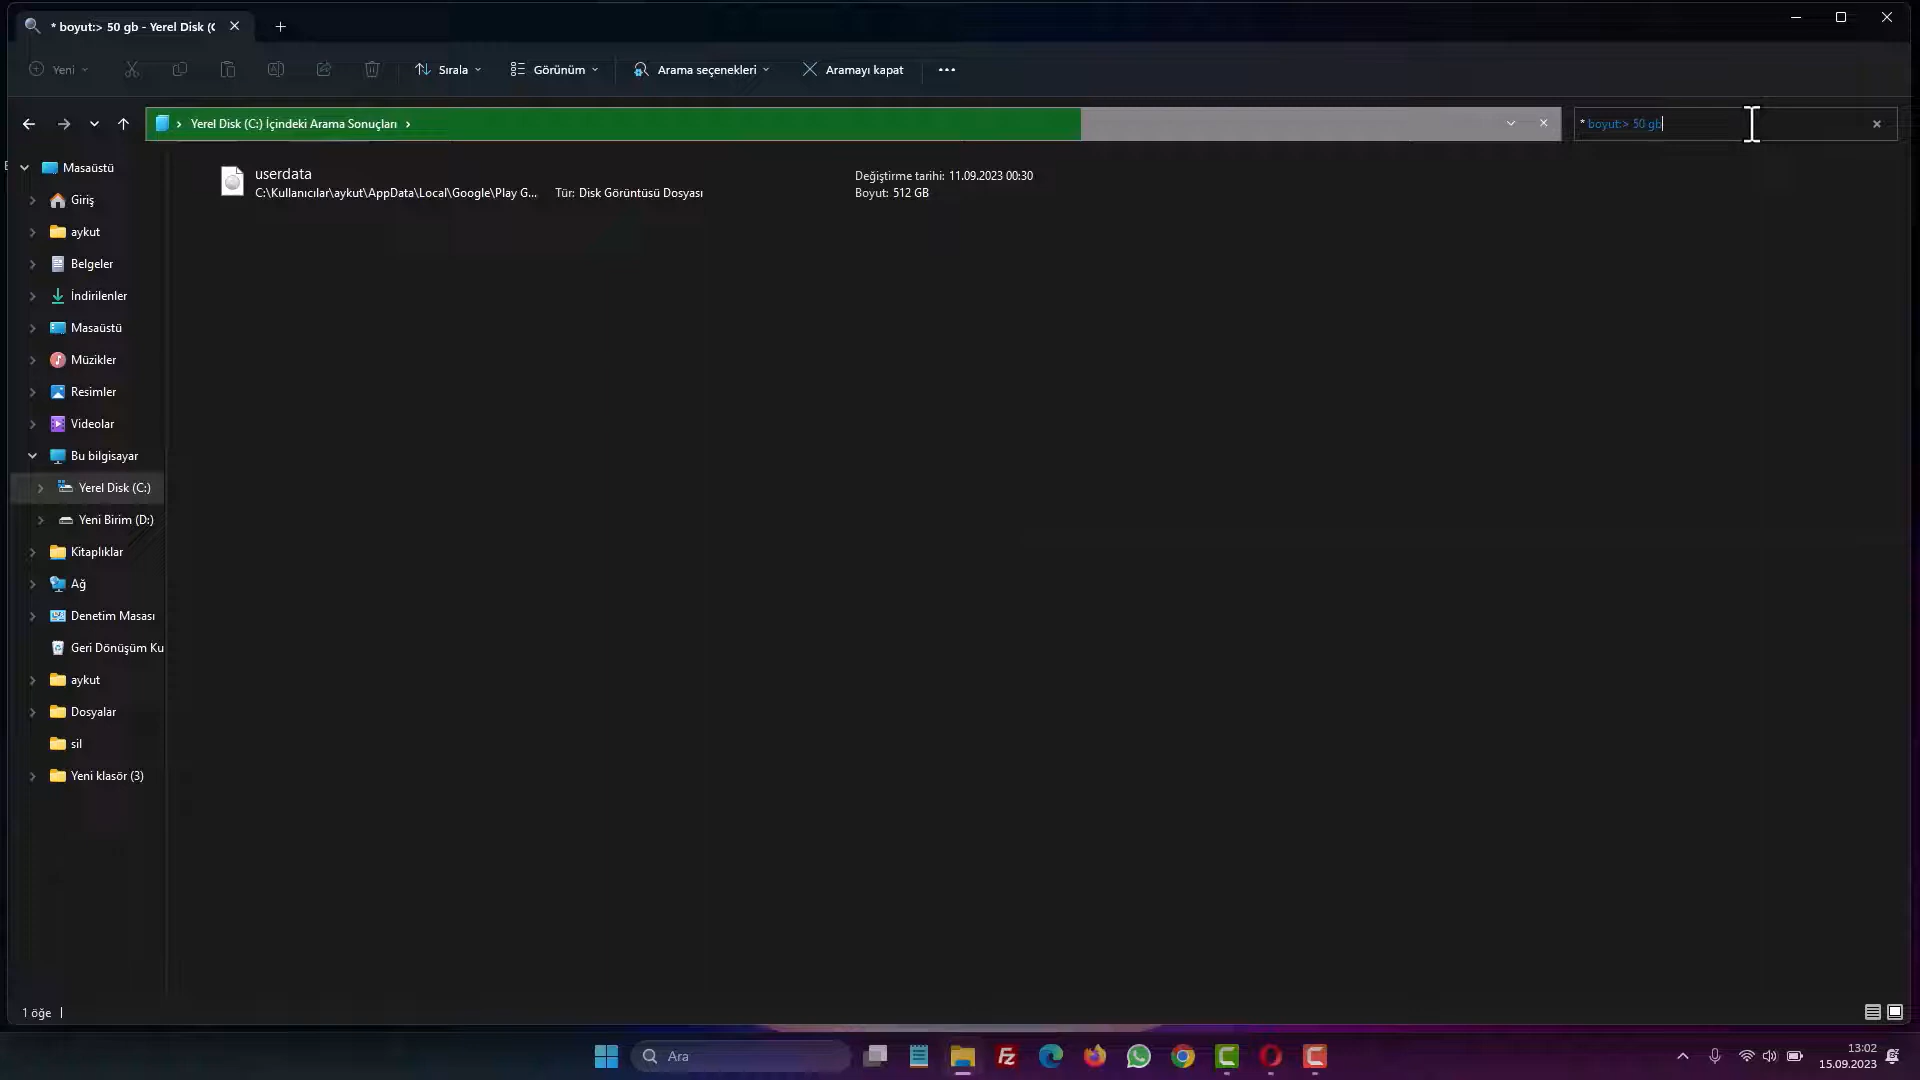 * boyut:> 50 gb - Yerel Disk (C
Yeni
Sırala
Görünüm
Arama seçenekleri
Aramayı kapat
Yerel Disk (C:) İçindeki Arama Sonuçları
* boyut:> 50 gb
Masaüstü
Giriş
aykut
Belgeler
İndirilenler
Masaüstü
Müzikler
Resimler
Videolar
Bu bilgisayar
Yerel Disk (C:)
Yeni Birim (D:)
Kitaplıklar
Ağ
Denetim Masası
Geri Dönüşüm Ku
aykut
Dosyalar
sil
Yeni klasör (3)
userdata
C:\Kullanıcılar\aykut\AppData\Local\Google\Play G...
Tür: Disk Görüntüsü Dosyası
Değiştirme tarihi: 11.09.2023 00:30
Boyut: 512 GB
1 öğe
Ara
13:02
15.09.2023